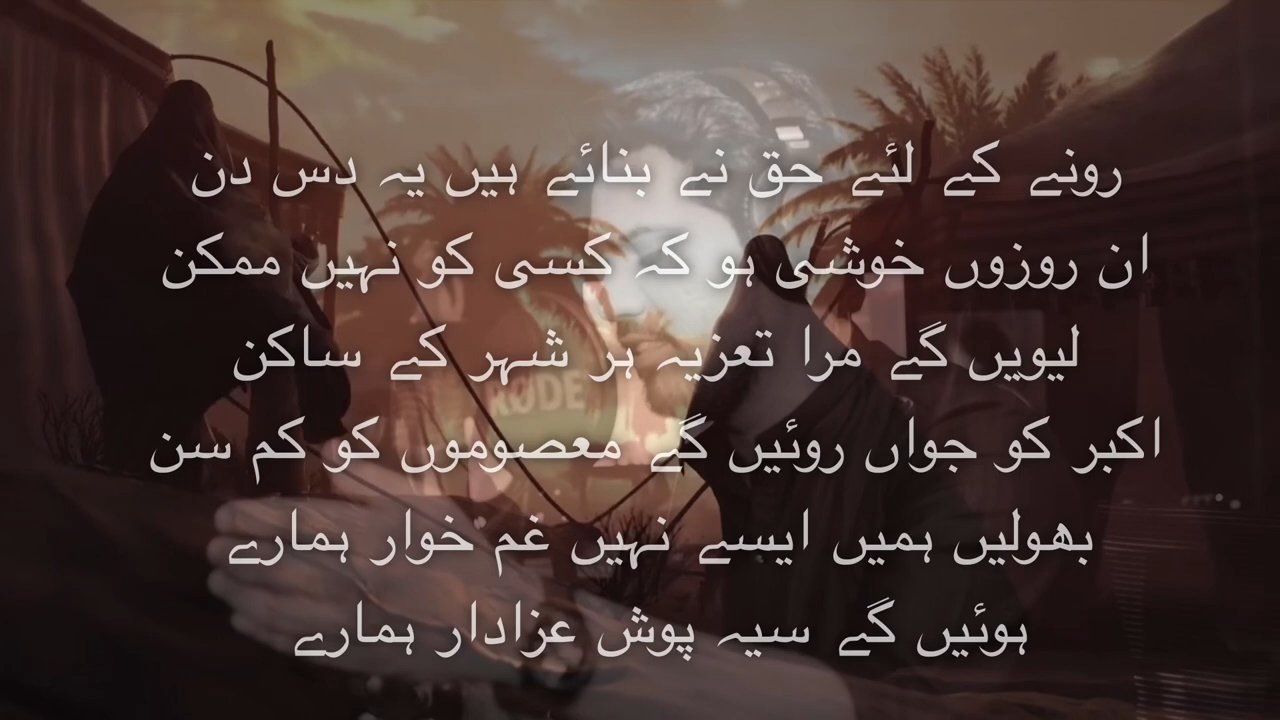 رونے کے لئے حق نے بنائے ہیں یہ دس دن
ان روزوں خوشی ہو کہ کسی کو نہیں ممکن
لیویں گے مرا تعزیہ ہر شہر کے ساکن
اکبر کو جواں روئیں گے معصوموں کو کم سن
بھولیں ہمیں ایسے نہیں غم خوار ہمارے
ہوئیں گے سیہ پوش عزادار ہمارے
RØDE